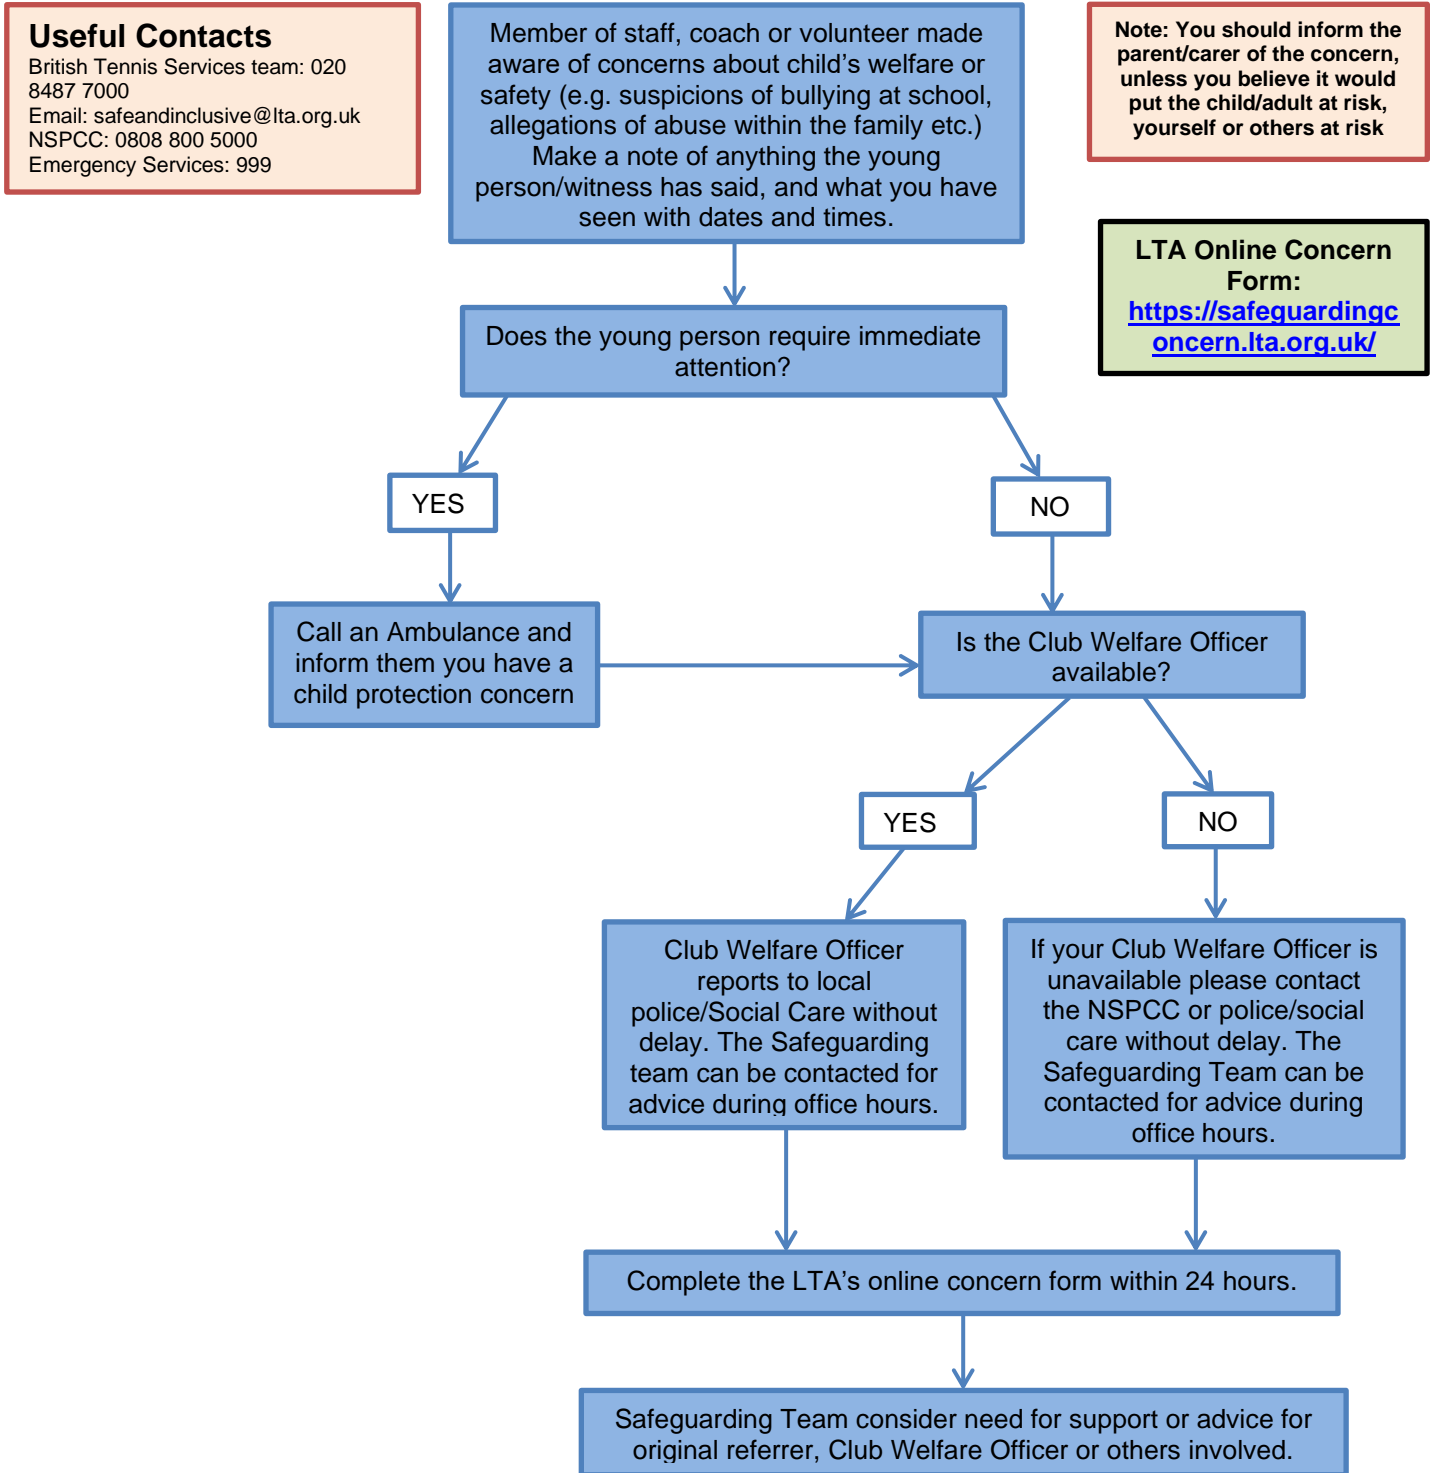 Useful Contacts
British Tennis Services team: 020
8487 7000
Email: safeandinclusive@lta.org.uk
NSPCC: 0808 800 5000
Emergency Services: 999
Member of staff, coach or volunteer made
aware of concerns about child’s welfare or
safety (e.g. suspicions of bullying at school,
allegations of abuse within the family etc.)
Make a note of anything the young
person/witness has said, and what you have
seen with dates and times.
Note: You should inform the
parent/carer of the concern,
unless you believe it would
put the child/adult at risk,
yourself or others at risk
LTA Online Concern
Form:
https://safeguardingc
oncern.lta.org.uk/
Does the young person require immediate
attention?
YES
NO
Call an Ambulance and
inform them you have a
child protection concern
Is the Club Welfare Officer
available?
YES
NO
Club Welfare Officer
reports to local
police/Social Care without
delay. The Safeguarding
team can be contacted for
advice during office hours.
If your Club Welfare Officer is
unavailable please contact
the NSPCC or police/social
care without delay. The
Safeguarding Team can be
contacted for advice during
office hours.
Complete the LTA’s online concern form within 24 hours.
Safeguarding Team consider need for support or advice for
original referrer, Club Welfare Officer or others involved.